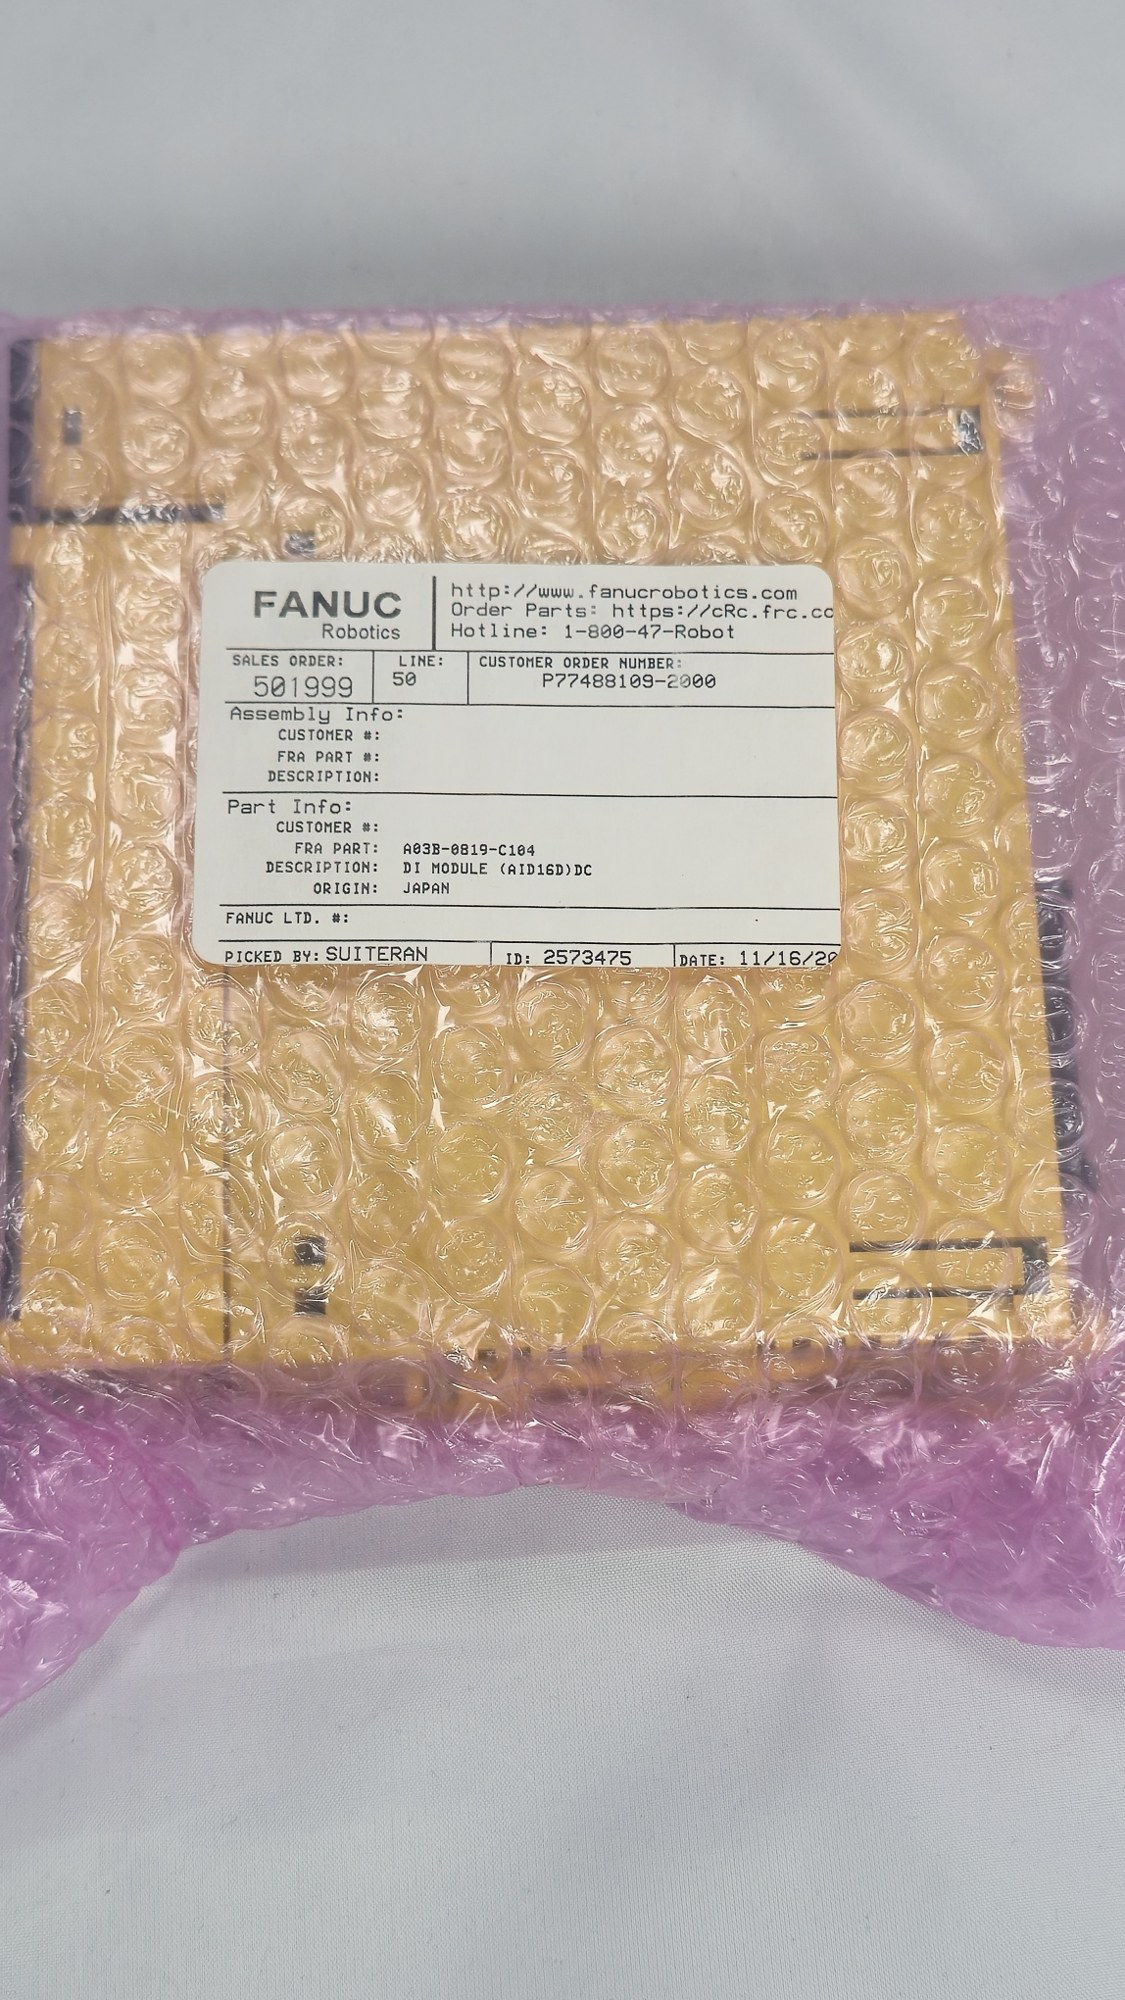 FANUC
Robotics
http://www.fanucrobotics.com
Order Parts: https://cRc.frc.cc
Hotline: 1-800-47-Robot
SALES ORDER: LINE: CUSTOMER ORDER NUMBER:
501999 50 P77488109-2000
Assembly Info:
CUSTOMER #:
FRA PART #:
DESCRIPTION:
Part Info:
CUSTOMER #:
FRA PART: A03B-0819-C104
DESCRIPTION: DI MODULE (AID16D)DC
ORIGIN: JAPAN
FANUC LTD. #:
PICKED BY: SUITERAN ID: 2573475 DATE: 11/16/20